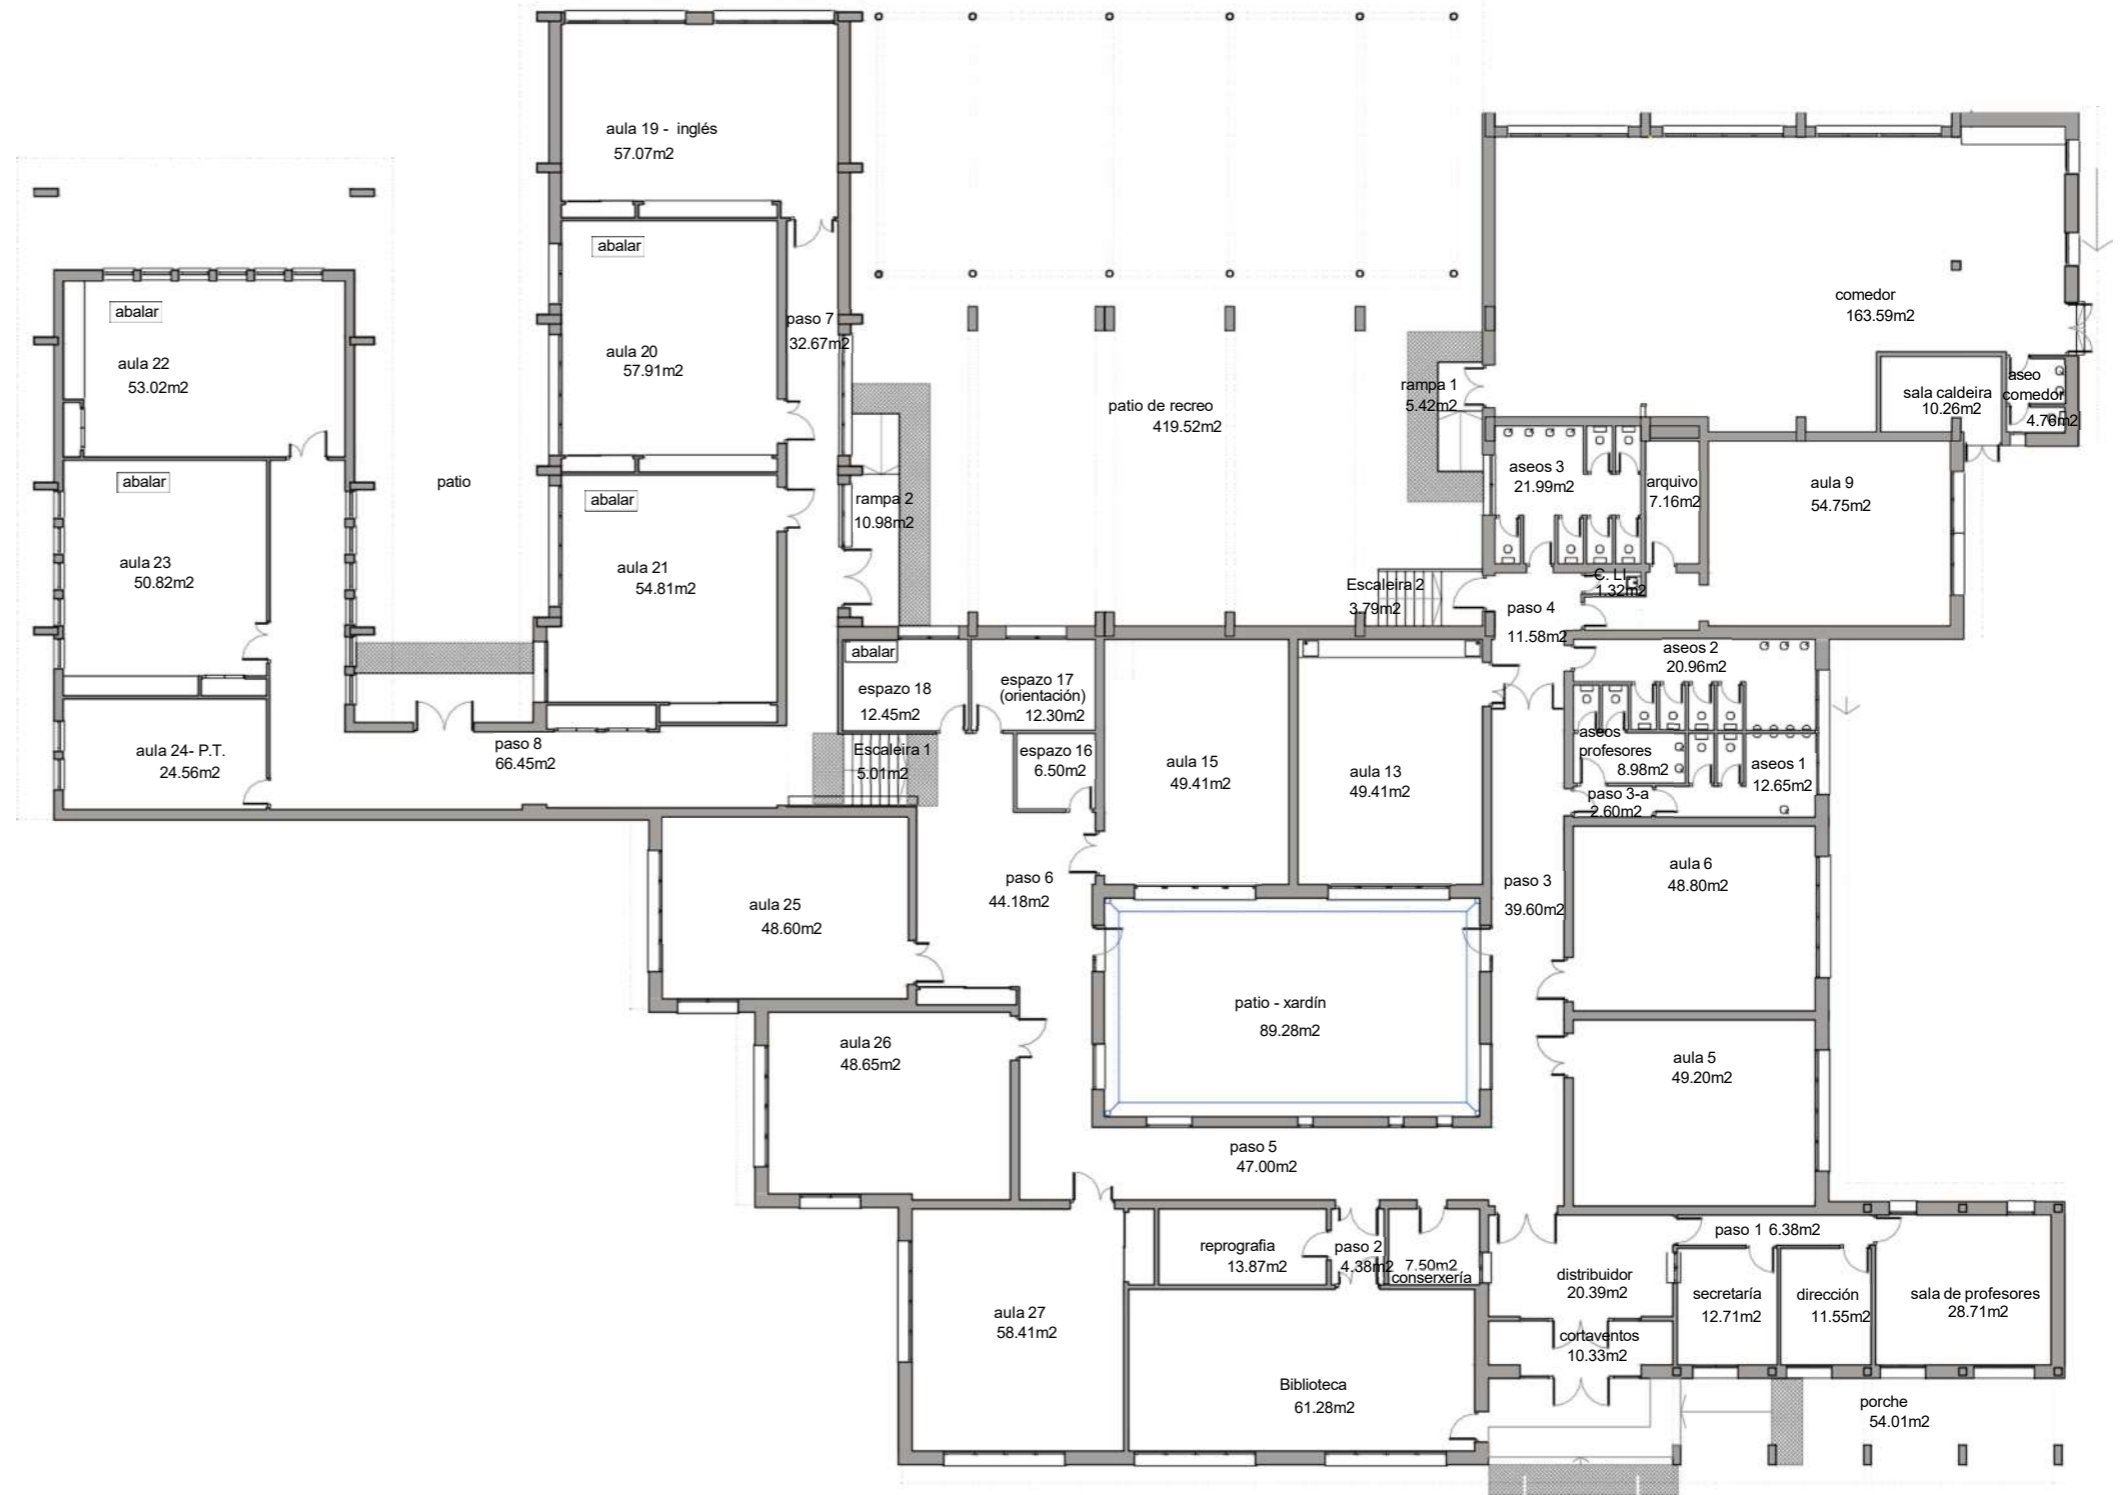 aula 19 - inglés
57.07m2
abalar
aula 20
57.91m2
paso 7
32.67m2
abalar
aula 22
53.02m2
abalar
aula 23
50.82m2
patio
abalar
aula 21
54.81m2
aula 24- P.T.
24.56m2
paso 8
66.45m2
rampa 2
10.98m2
patio de recreo
419.52m2
rampa 1
5.42m2
comedor
163.59m2
sala caldeira
10.26m2
aseo
comedor
4.76m2
aseos 3
21.99m2
arquivo
7.16m2
aula 9
54.75m2
Escaleira 2
3.79m2
C. LI.
1.32m2
paso 4
11.58m2
aseos 2
20.96m2
abalar
espazo 18
12.45m2
espazo 17
(orientación)
12.30m2
Escaleira 1
5.01m2
espazo 16
6.50m2
aula 15
49.41m2
aula 13
49.41m2
aseos
profesores
8.98m2
aseos 1
12.65m2
paso 3-a
2.60m2
aula 25
48.60m2
paso 6
44.18m2
paso 3
39.60m2
aula 6
48.80m2
patio - xardín
89.28m2
aula 26
48.65m2
aula 5
49.20m2
paso 5
47.00m2
reprografia
13.87m2
paso 2
4.38m2
7.50m2
conserxería
paso 1 6.38m2
distribuidor
20.39m2
secretaría
12.71m2
dirección
11.55m2
sala de profesores
28.71m2
aula 27
58.41m2
cortaventos
10.33m2
Biblioteca
61.28m2
porche
54.01m2